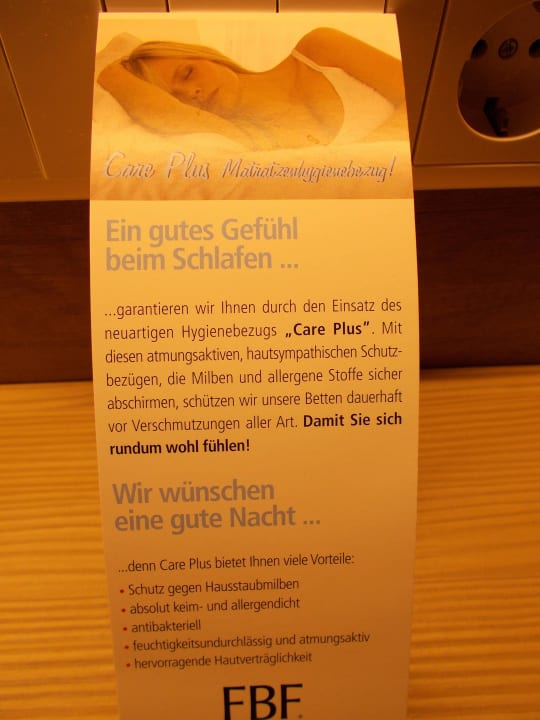 Care Plus Matratzenhygienebezug!
Ein gutes Gefühl
beim Schlafen ...
...garantieren wir Ihnen durch den Einsatz des
neuartigen Hygienebezugs „Care Plus”. Mit
diesen atmungsaktiven, hautsympathischen Schutz-
bezügen, die Milben und allergene Stoffe sicher
abschirmen, schützen wir unsere Betten dauerhaft
vor Verschmutzungen aller Art. Damit Sie sich
rundum wohl fühlen!
Wir wünschen
eine gute Nacht ...
...denn Care Plus bietet Ihnen viele Vorteile:
• Schutz gegen Hausstaubmilben
• absolut keim- und allergendicht
• antibakteriell
• feuchtigkeitsundurchlässig und atmungsaktiv
• hervorragende Hautverträglichkeit
FBF